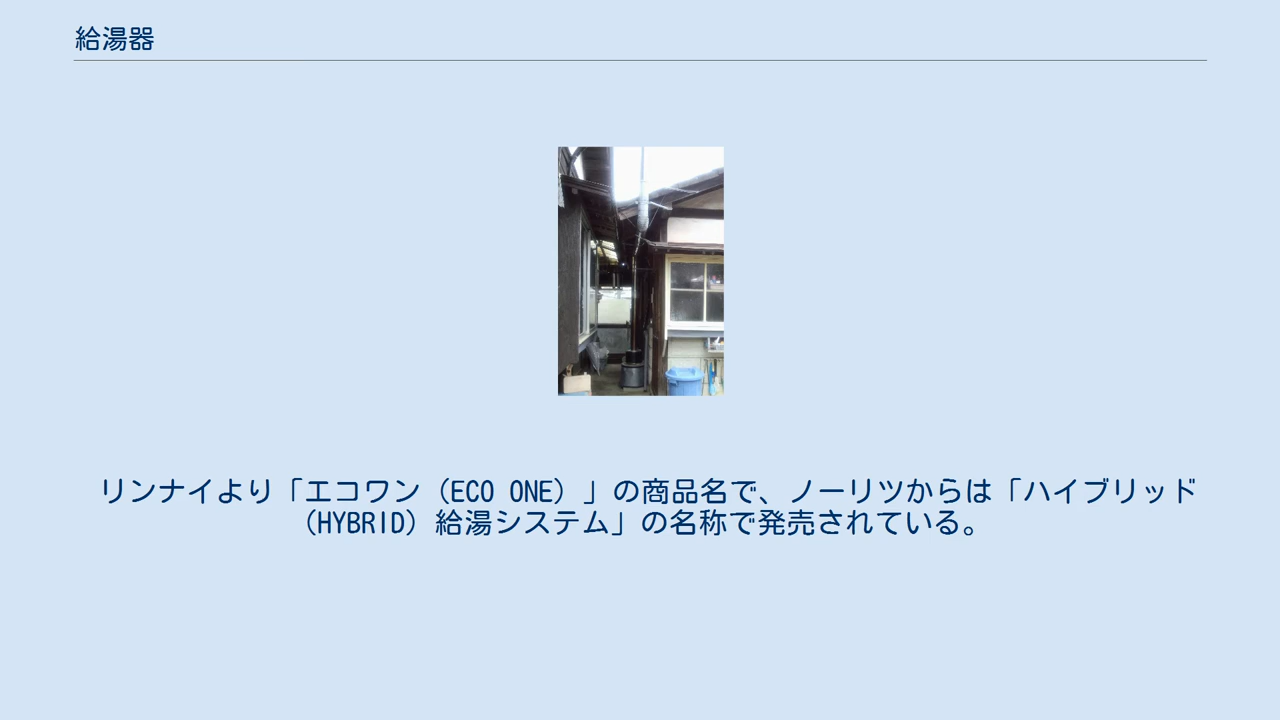 給湯器
リンナイより「エコワン（ECO ONE）」の商品名で、ノーリツからは「ハイブリッド
（HYBRID）給湯システム」の名称で発売されている。